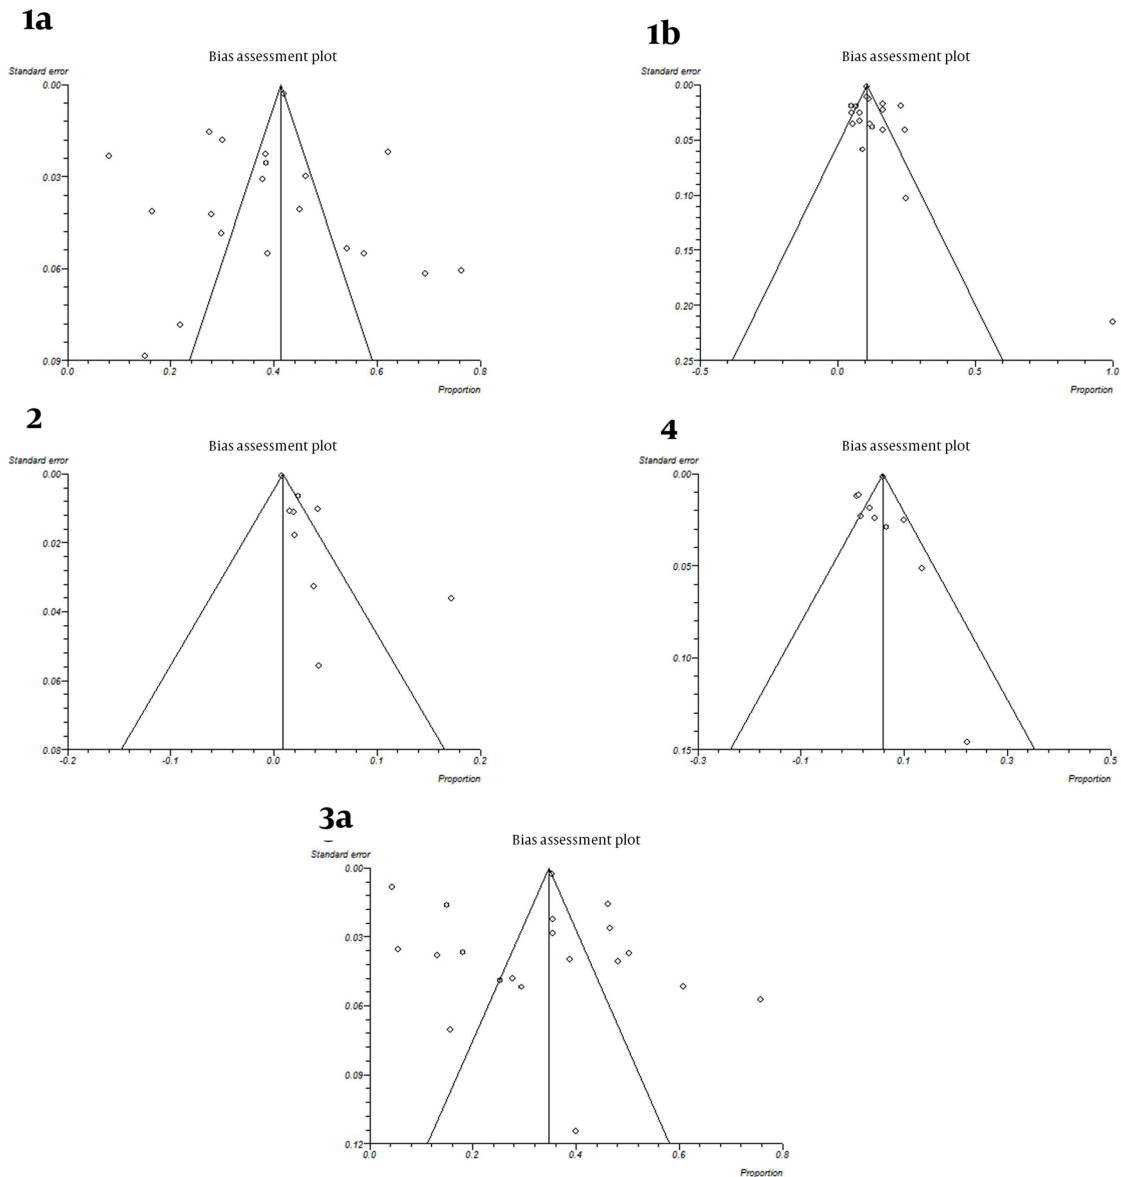 1a
Bias assessment plot
Standard error
0.00
0.03
0.06
0.09
0.0 0.2 0.4 0.6 0.8
Proportion
1b
Bias assessment plot
Standard error
0.00
0.05
0.10
0.15
0.20
0.25
-0.5 0.0 0.5 1.0
Proportion
2
Bias assessment plot
Standard error
0.00
0.02
0.04
0.06
0.08
-0.2 -0.1 0.0 0.1 0.2
Proportion
4
Bias assessment plot
Standard error
0.00
0.05
0.10
0.15
-0.3 -0.1 0.1 0.3 0.5
Proportion
3a
Bias assessment plot
Standard error
0.00
0.03
0.06
0.09
0.12
0.0 0.2 0.4 0.6 0.8
Proportion